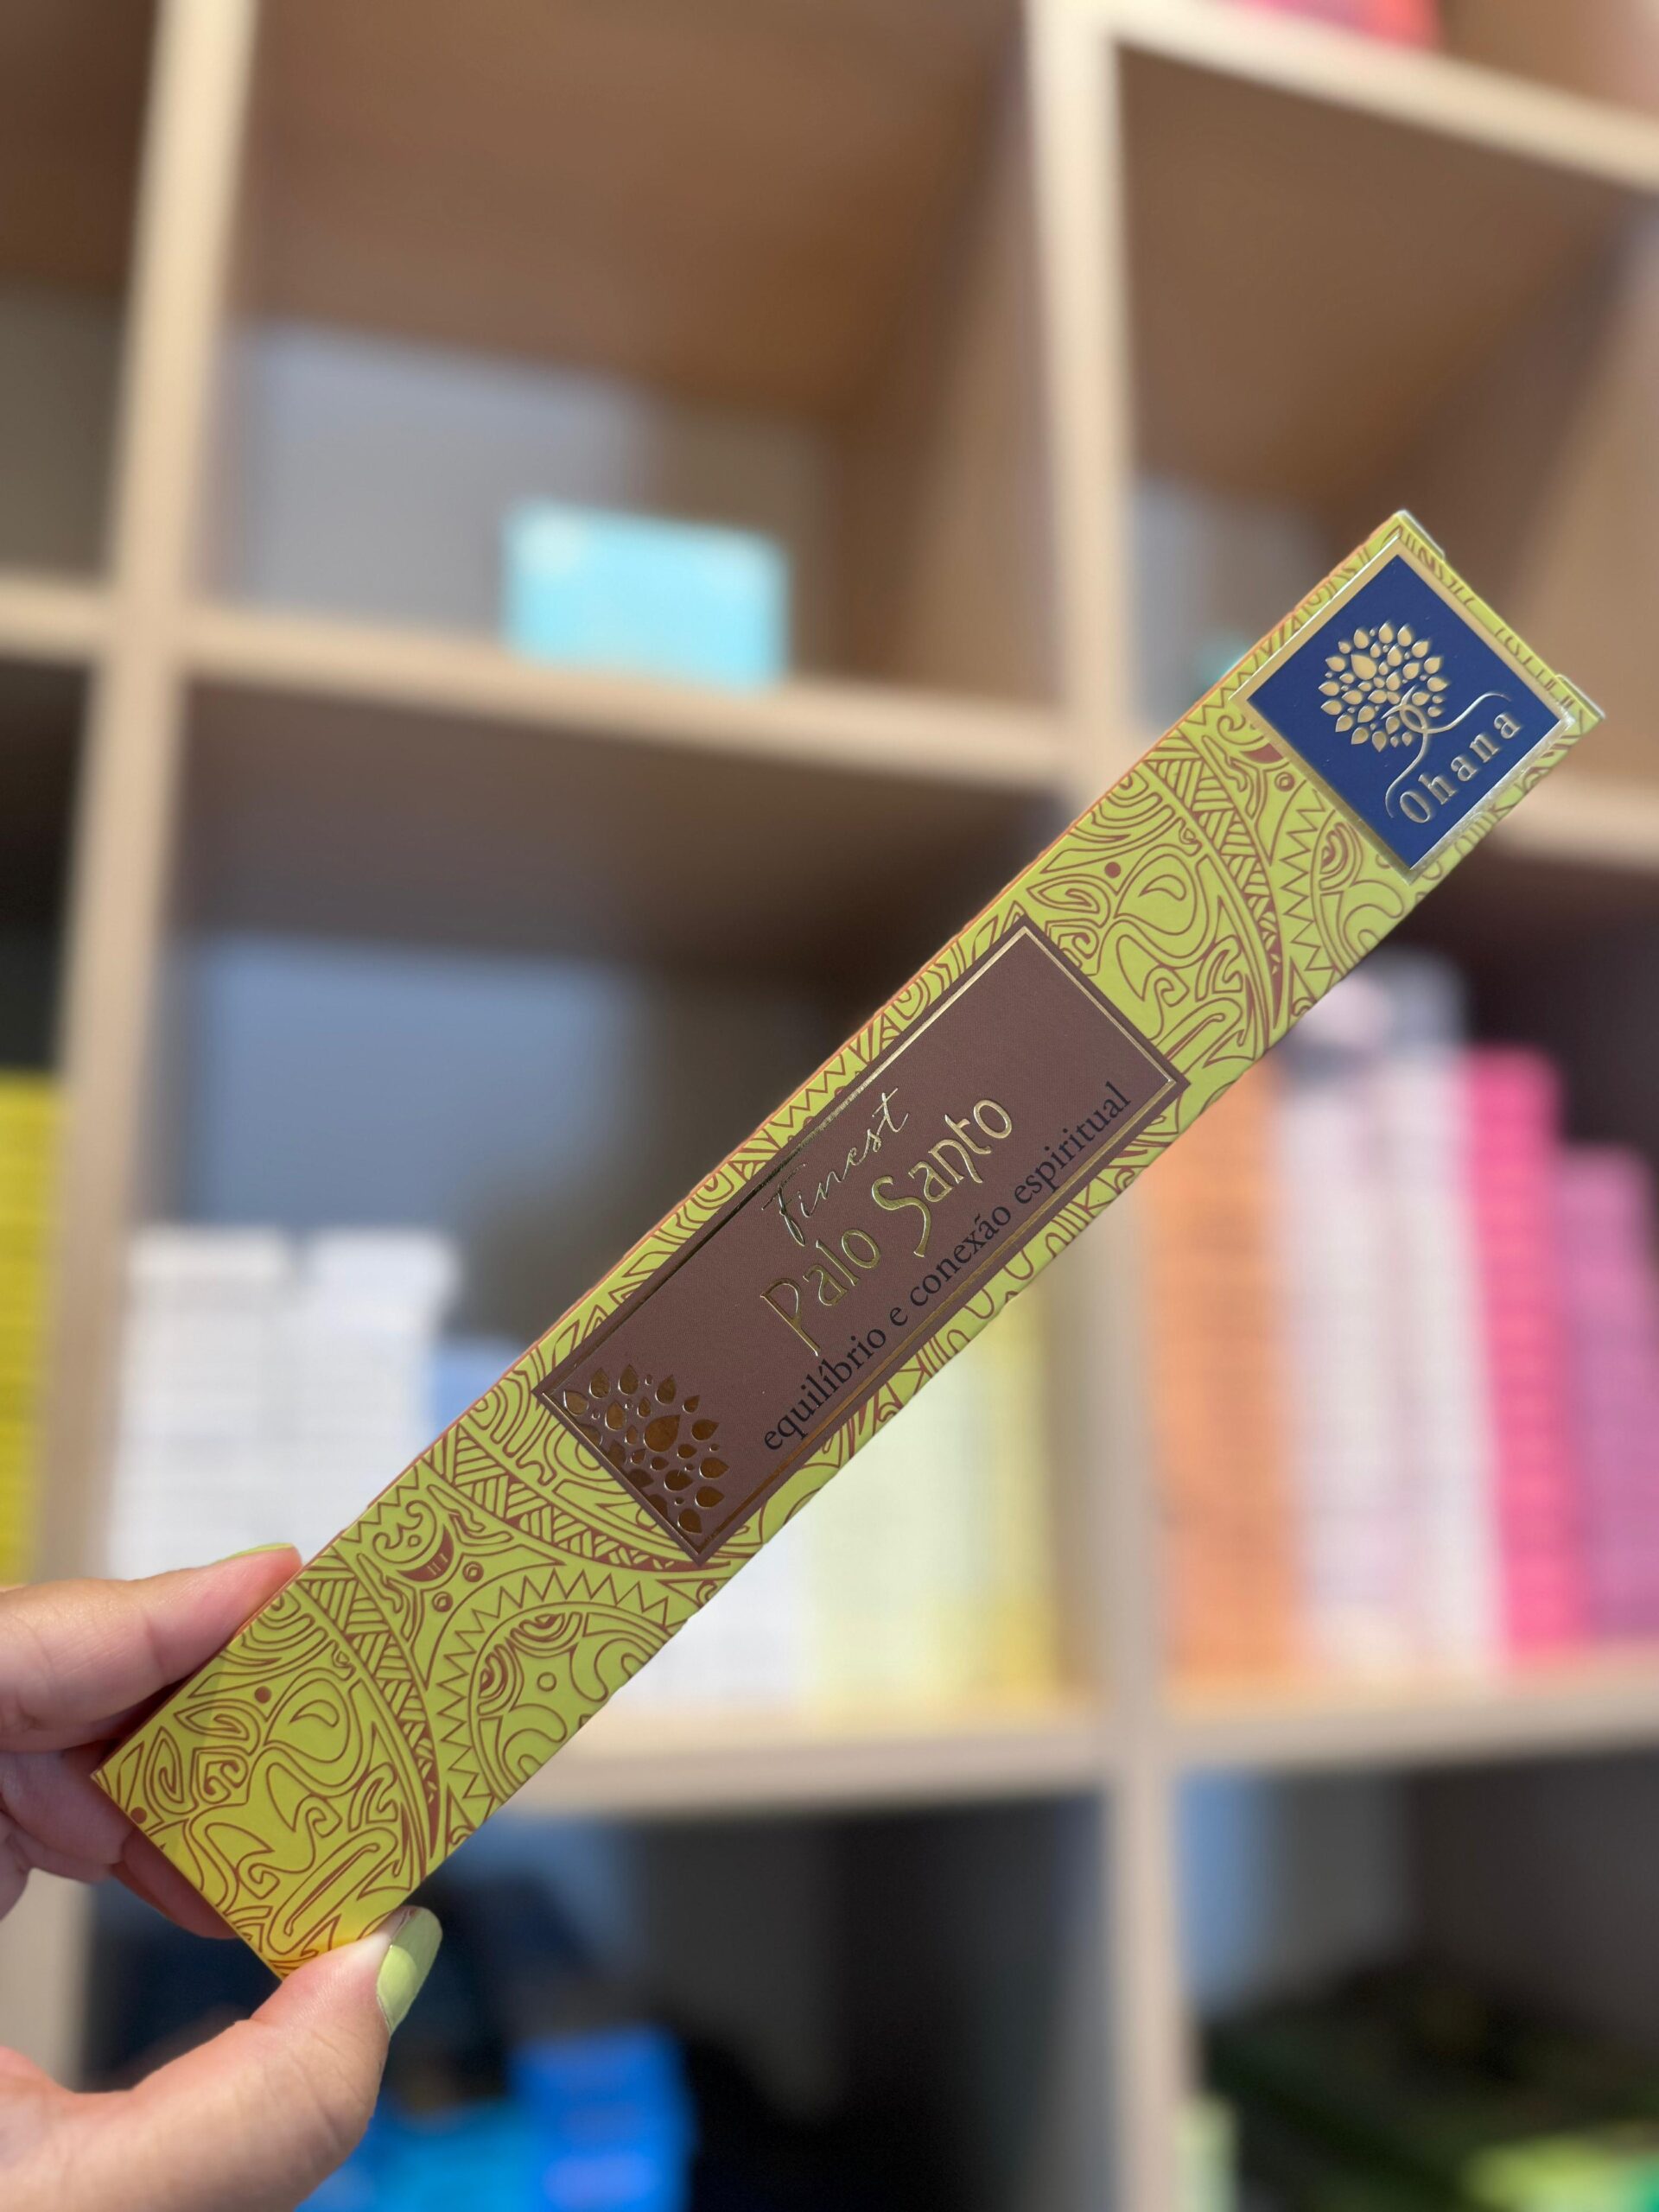 Ohana
finest
Palo Santo
equilíbrio e conexão espiritual